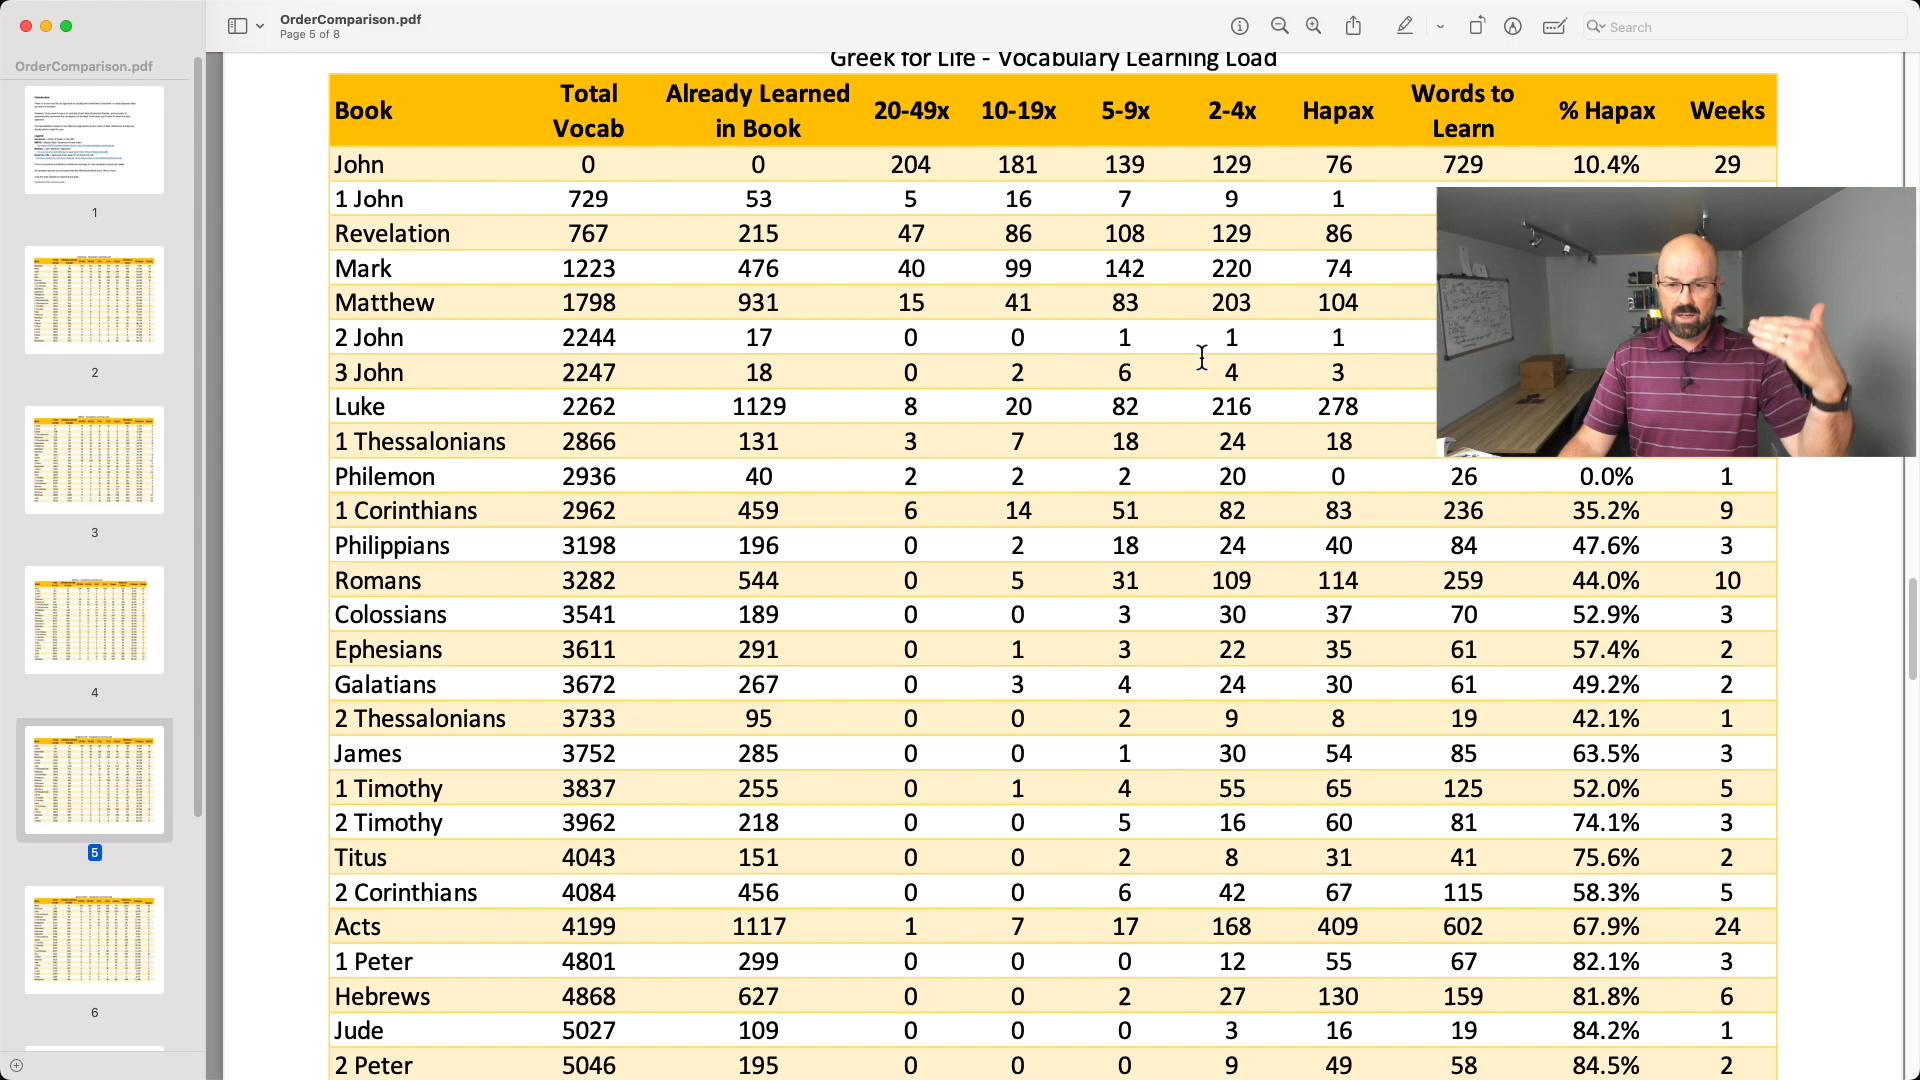 OrderComparison.pdf
Page 5 of 8
Search
OrderComparison.pdf
1
2
3
4
5
6
Greek for Life - Vocabulary Learning Load
Book Total Vocab Already Learned in Book 20-49x 10-19x 5-9x 2-4x Hapax Words to Learn % Hapax Weeks
John 0 0 204 181 139 129 76 729 10.4% 29
1 John 729 53 5 16 7 9 1
Revelation 767 215 47 86 108 129 86
Mark 1223 476 40 99 142 220 74
Matthew 1798 931 15 41 83 203 104
2 John 2244 17 0 0 1 1 1
3 John 2247 18 0 2 6 4 3
Luke 2262 1129 8 20 82 216 278
1 Thessalonians 2866 131 3 7 18 24 18
Philemon 2936 40 2 2 2 20 0 26 0.0% 1
1 Corinthians 2962 459 6 14 51 82 83 236 35.2% 9
Philippians 3198 196 0 2 18 24 40 84 47.6% 3
Romans 3282 544 0 5 31 109 114 259 44.0% 10
Colossians 3541 189 0 0 3 30 37 70 52.9% 3
Ephesians 3611 291 0 1 3 22 35 61 57.4% 2
Galatians 3672 267 0 3 4 24 30 61 49.2% 2
2 Thessalonians 3733 95 0 0 2 9 8 19 42.1% 1
James 3752 285 0 0 1 30 54 85 63.5% 3
1 Timothy 3837 255 0 1 4 55 65 125 52.0% 5
2 Timothy 3962 218 0 0 5 16 60 81 74.1% 3
Titus 4043 151 0 0 2 8 31 41 75.6% 2
2 Corinthians 4084 456 0 0 6 42 67 115 58.3% 5
Acts 4199 1117 1 7 17 168 409 602 67.9% 24
1 Peter 4801 299 0 0 0 12 55 67 82.1% 3
Hebrews 4868 627 0 0 2 27 130 159 81.8% 6
Jude 5027 109 0 0 0 3 16 19 84.2% 1
2 Peter 5046 195 0 0 0 9 49 58 84.5% 2